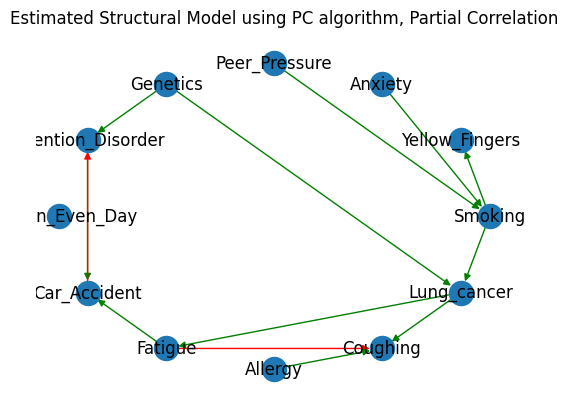 Estimated Structural Model using PC algorithm, Partial Correlation
Peer_Pressure
Genetics
Anxiety
ention_Disorder
Yellow_Fingers
n_Even_Day
Smoking
Car_Accident
Lung_cancer
Fatigue
Coughing
Allergy